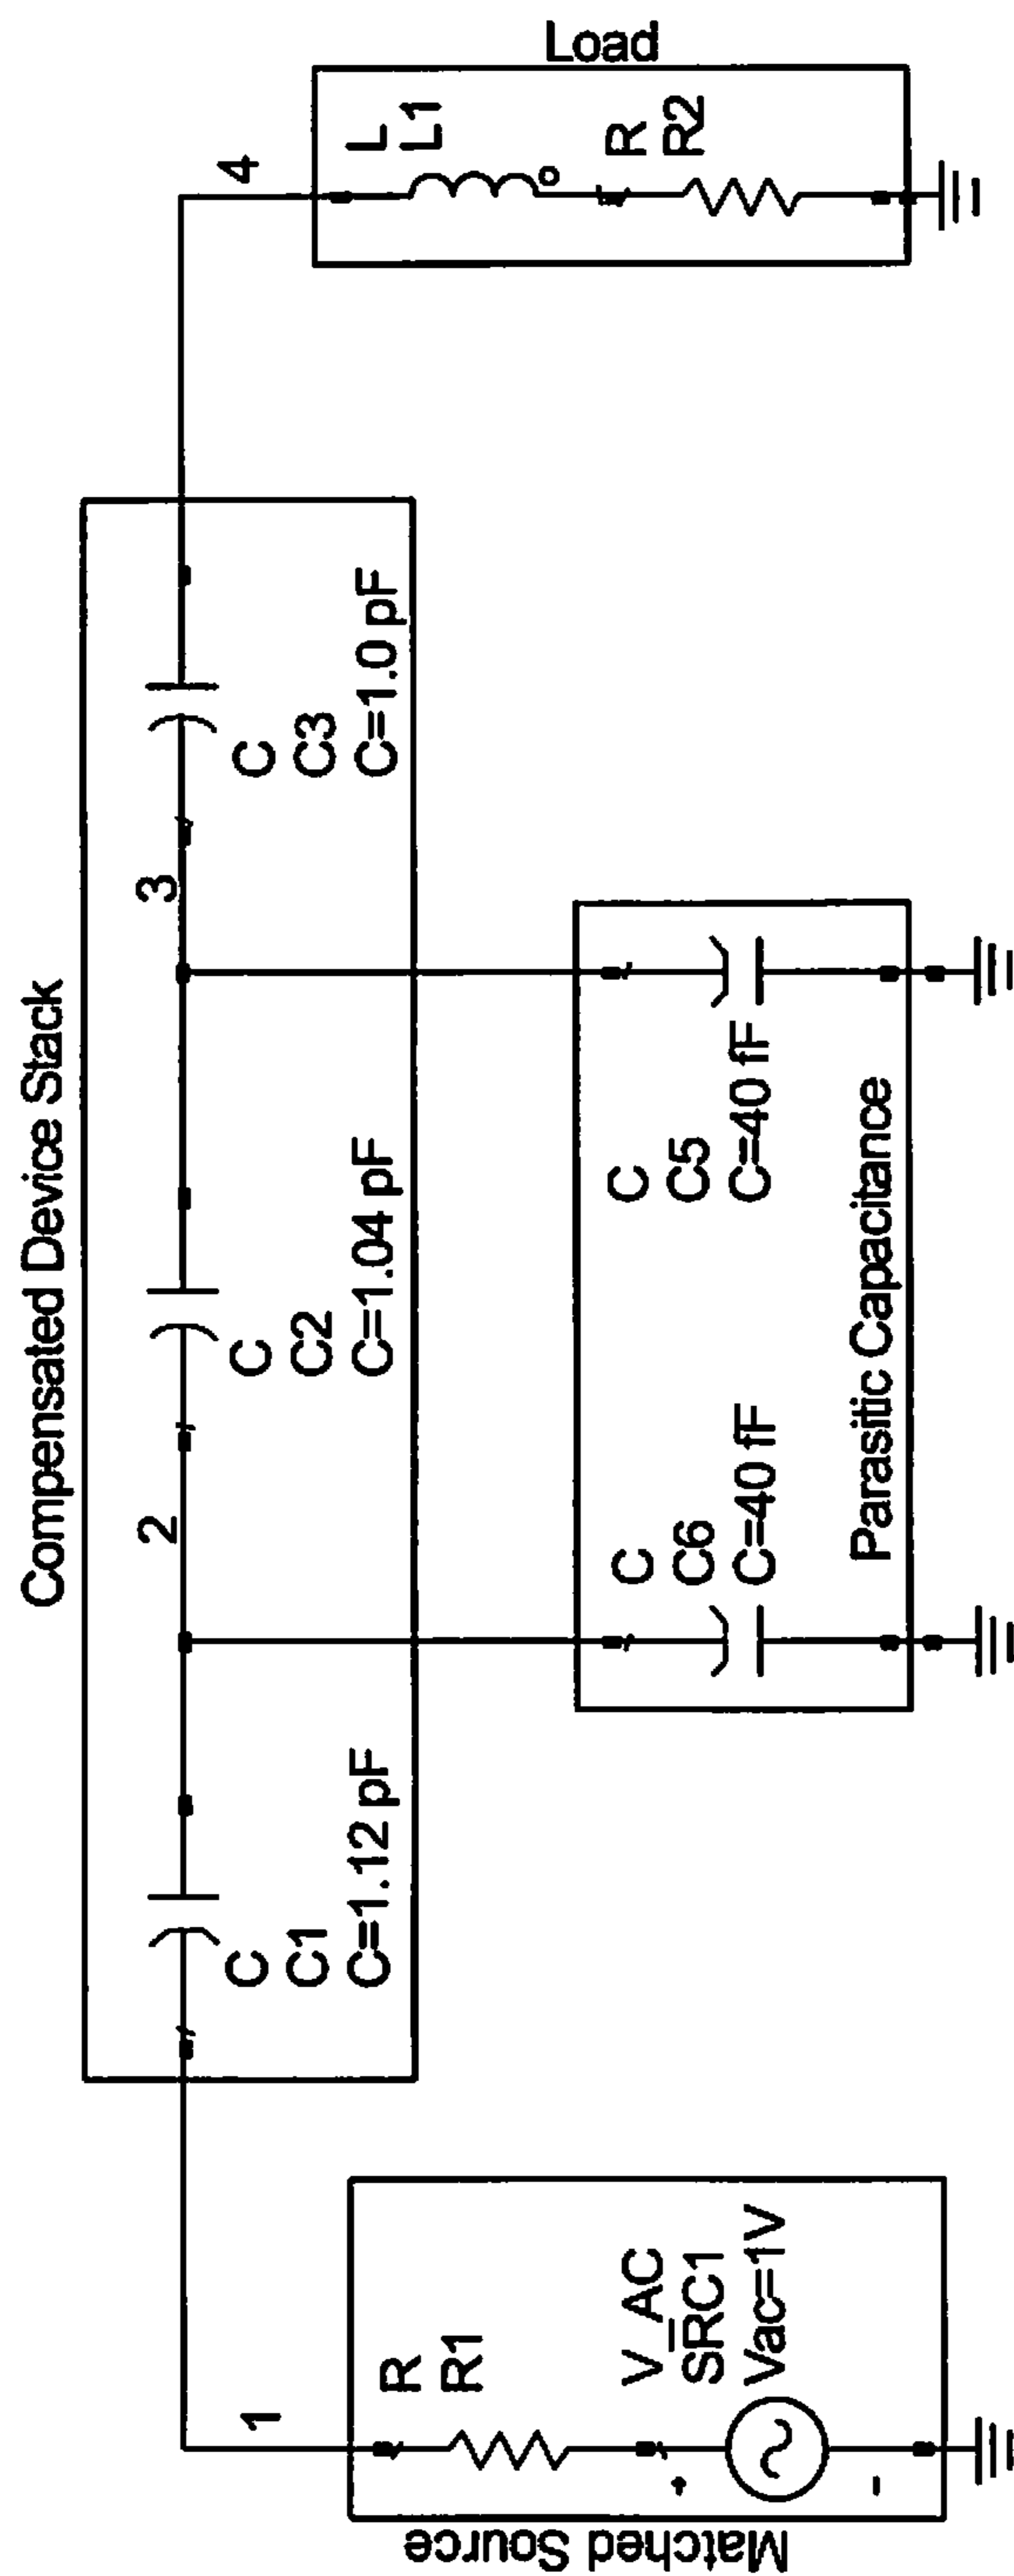 Compensated Device Stack
1
2
3
4
C
C1
C=1.12 pF
C
C2
C=1.04 pF
C
C3
C=1.0 pF
Matched Source
R
R1
V_AC
SRC1
Vac=1V
+
-
C
C6
C=40 fF
C
C5
C=40 fF
Parasitic Capacitance
Load
L
L1
R
R2